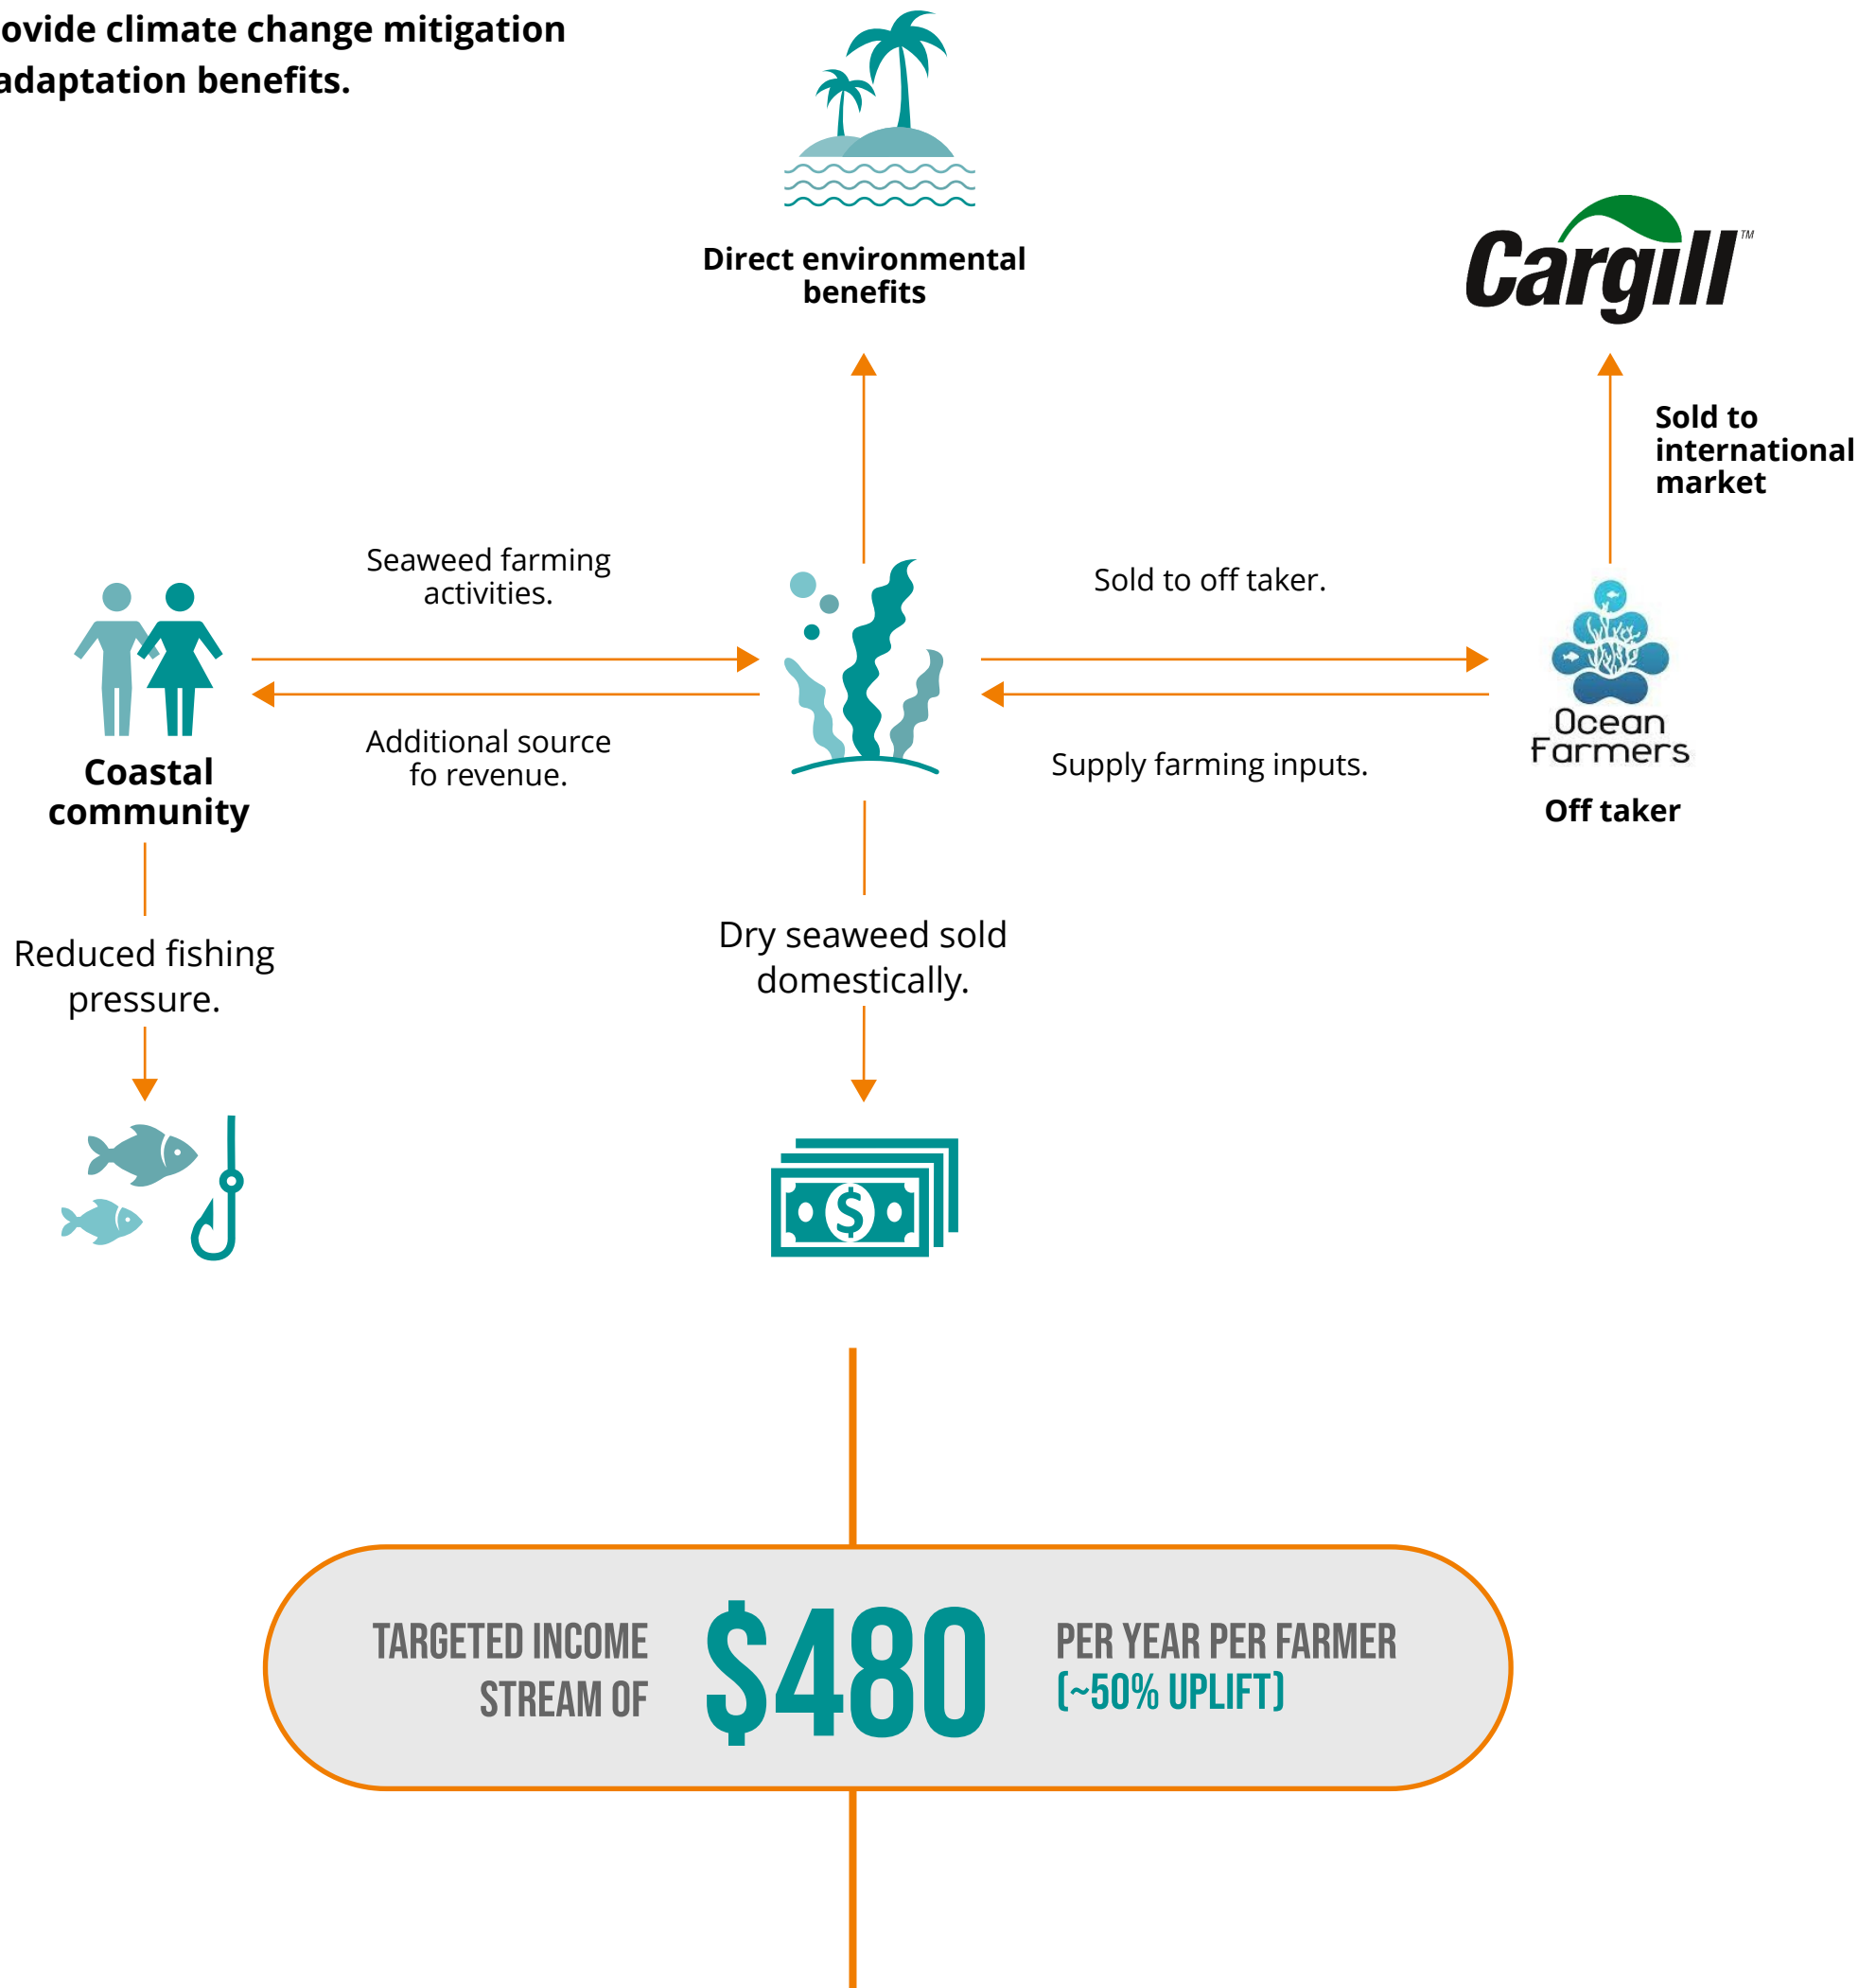 ovide climate change mitigation
adaptation benefits.
Direct environmental
benefits
Cargill™
Sold to
international
market
Seaweed farming
activities.
Sold to off taker.
Additional source
fo revenue.
Supply farming inputs.
Ocean
Farmers
Coastal
community
Off taker
Reduced fishing
pressure.
Dry seaweed sold
domestically.
$
TARGETED INCOME
STREAM OF
$480
PER YEAR PER FARMER
(~50% UPLIFT)